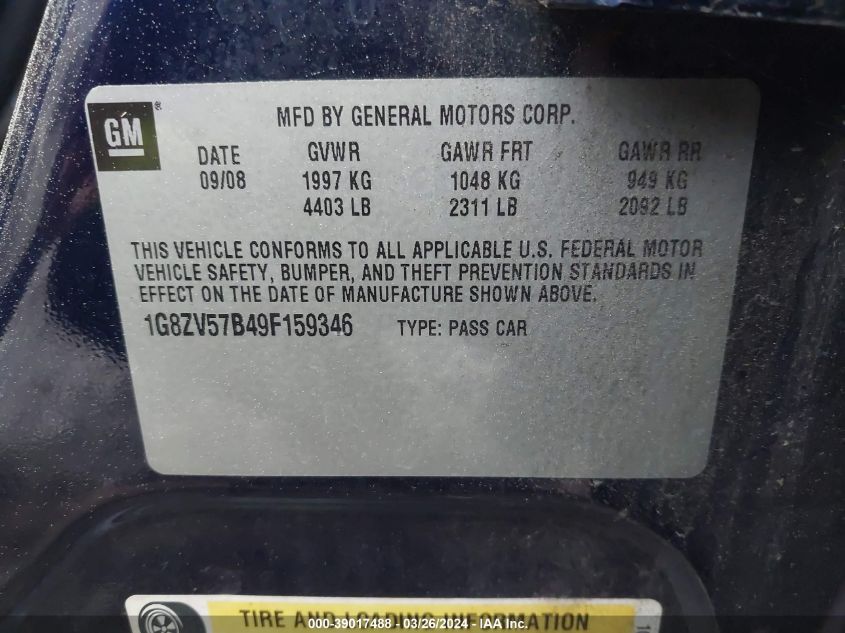 GM ®
MFD BY GENERAL MOTORS CORP.
DATE GVWR GAWR FRT GAWR RR
09/08 1997 KG 1048 KG 949 KG
4403 LB 2311 LB 2092 LB
THIS VEHICLE CONFORMS TO ALL APPLICABLE U.S. FEDERAL MOTOR
VEHICLE SAFETY, BUMPER, AND THEFT PREVENTION STANDARDS IN
EFFECT ON THE DATE OF MANUFACTURE SHOWN ABOVE.
1G8ZV57B49F159346 TYPE: PASS CAR
TIRE AND LOADING INFORMATION
000-39017488 - 03/26/2024 - IAA Inc.